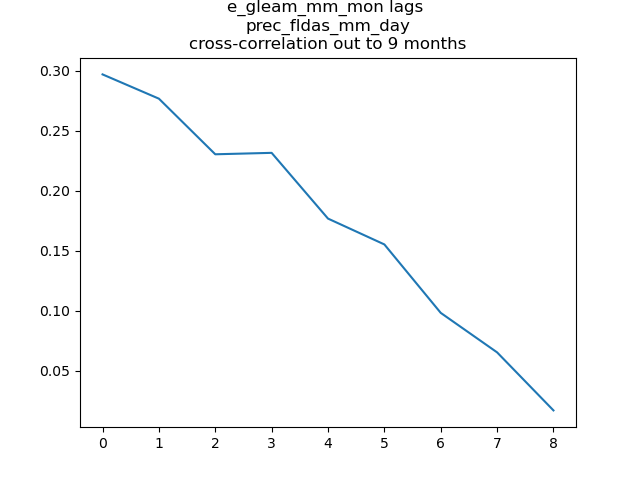 e_gleam_mm_mon lags
prec_fldas_mm_day
cross-correlation out to 9 months
0.30
0.25
0.20
0.15
0.10
0.05
0 1 2 3 4 5 6 7 8